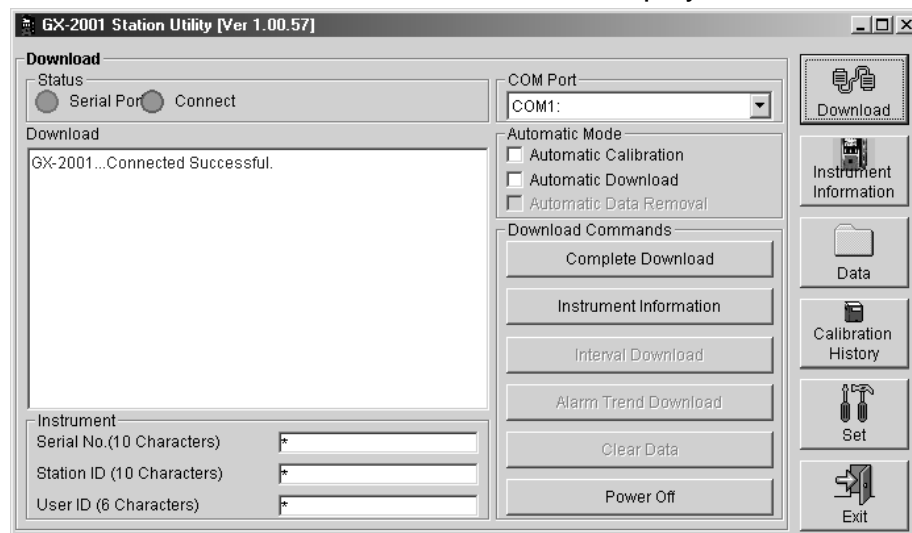 GX-2001 Station Utility [Ver 1.00.57]
Download
Status
Serial Por
Connect
Download
GX-2001...Connected Successful.
Instrument
Serial No.(10 Characters)
*
Station ID (10 Characters)
*
User ID (6 Characters)
*
COM Port
COM1:
Automatic Mode
Automatic Calibration
Automatic Download
Automatic Data Removal
Download Commands
Complete Download
Instrument Information
Interval Download
Alarm Trend Download
Clear Data
Power Off
Download
Instrument
Information
Data
Calibration
History
Set
Exit